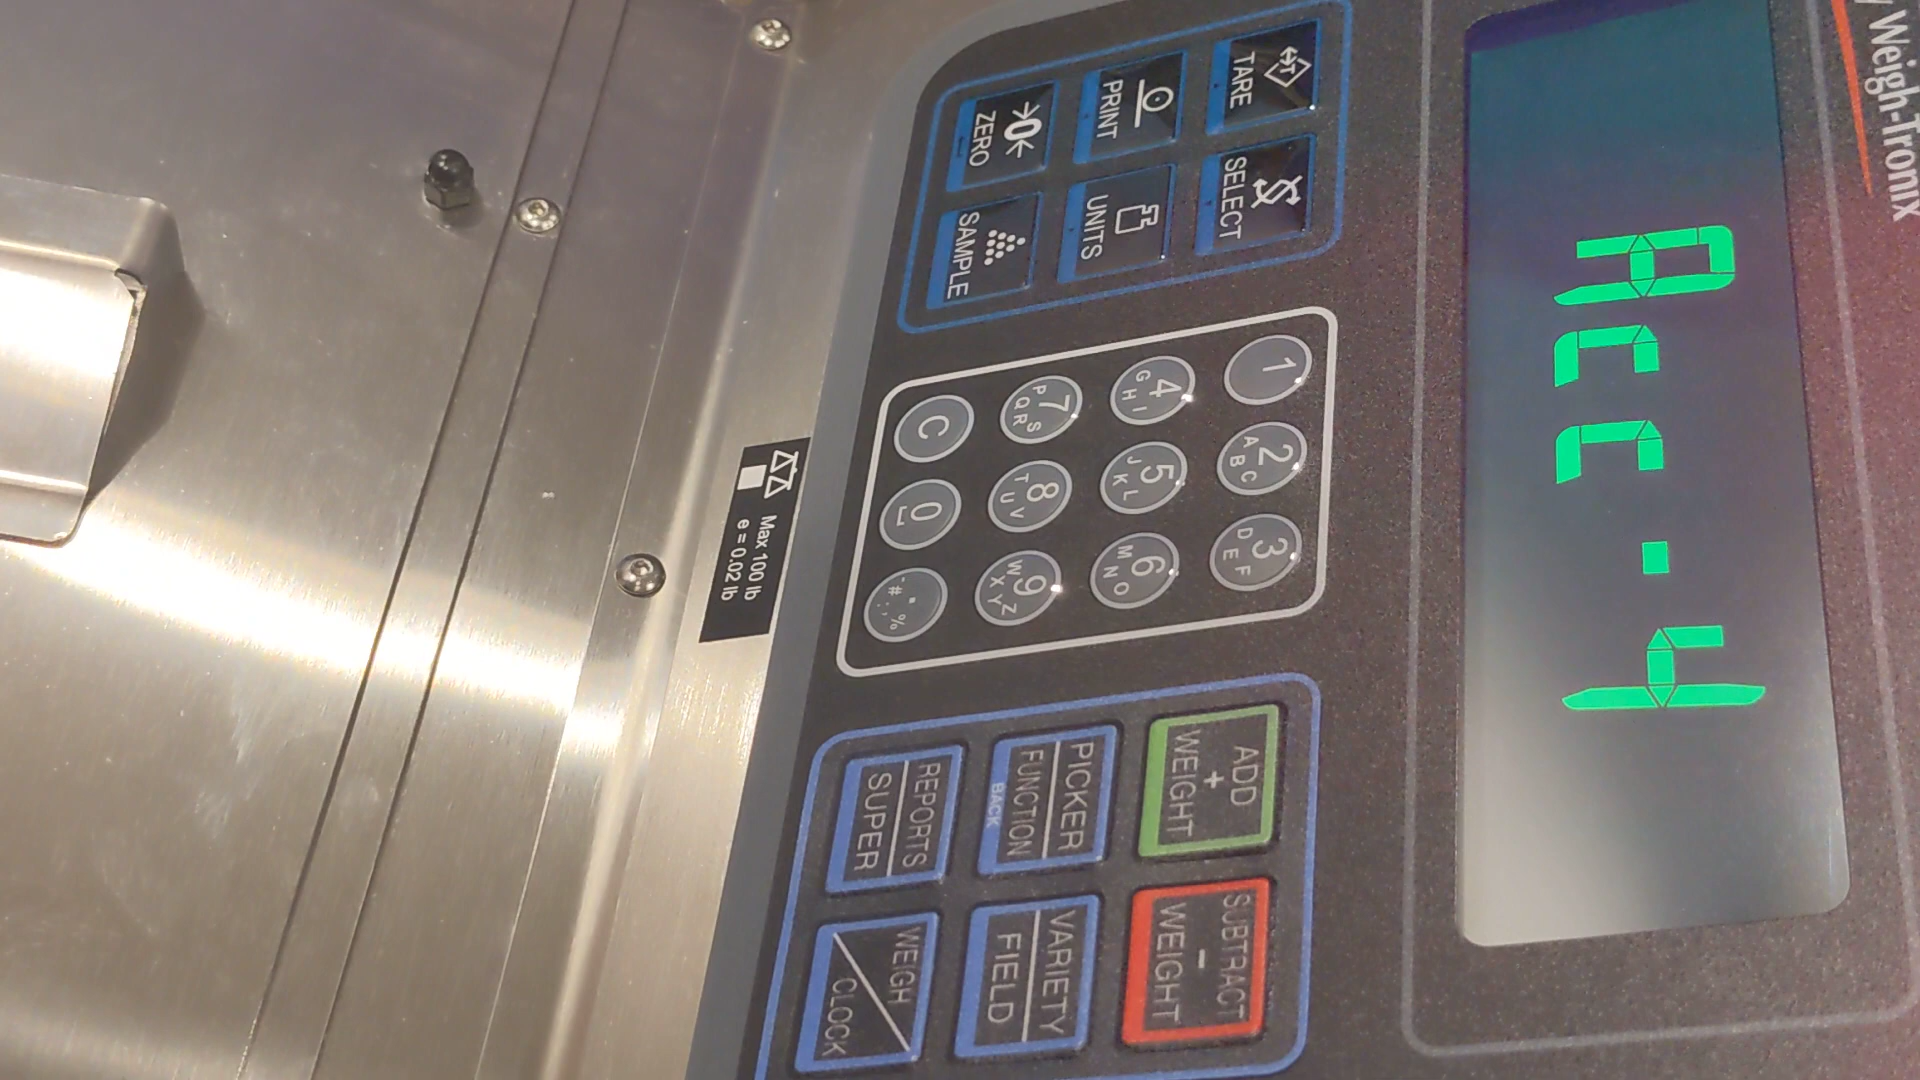 y Weigh-Tronix
Acc-4
TARE
SELECT
PRINT
UNITS
ZERO
SAMPLE
1
2
ABC
3
DEF
4
GHI
5
JKL
6
MNO
7
PQRS
8
TUV
9
WXYZ
C
0
ADD
+
WEIGHT
SUBTRACT
-
WEIGHT
PICKER
FUNCTION
BACK
VARIETY
FIELD
REPORTS
SUPER
WEIGH
CLOCK
Max 100 lb
e = 0.02 lb